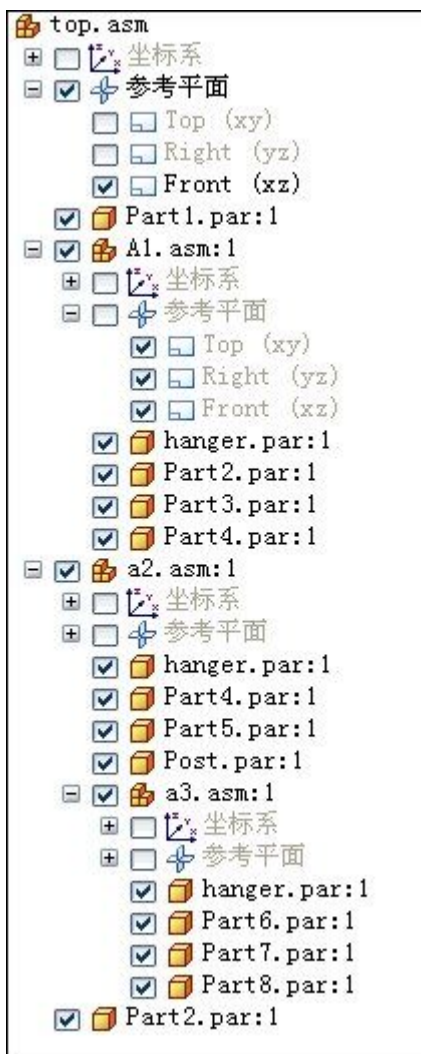 top.asm
坐标系
参考平面
Top (xy)
Right (yz)
Front (xz)
Part1.par:1
A1.asm:1
坐标系
参考平面
Top (xy)
Right (yz)
Front (xz)
hanger.par:1
Part2.par:1
Part3.par:1
Part4.par:1
a2.asm:1
坐标系
参考平面
hanger.par:1
Part4.par:1
Part5.par:1
Post.par:1
a3.asm:1
坐标系
参考平面
hanger.par:1
Part6.par:1
Part7.par:1
Part8.par:1
Part2.par:1